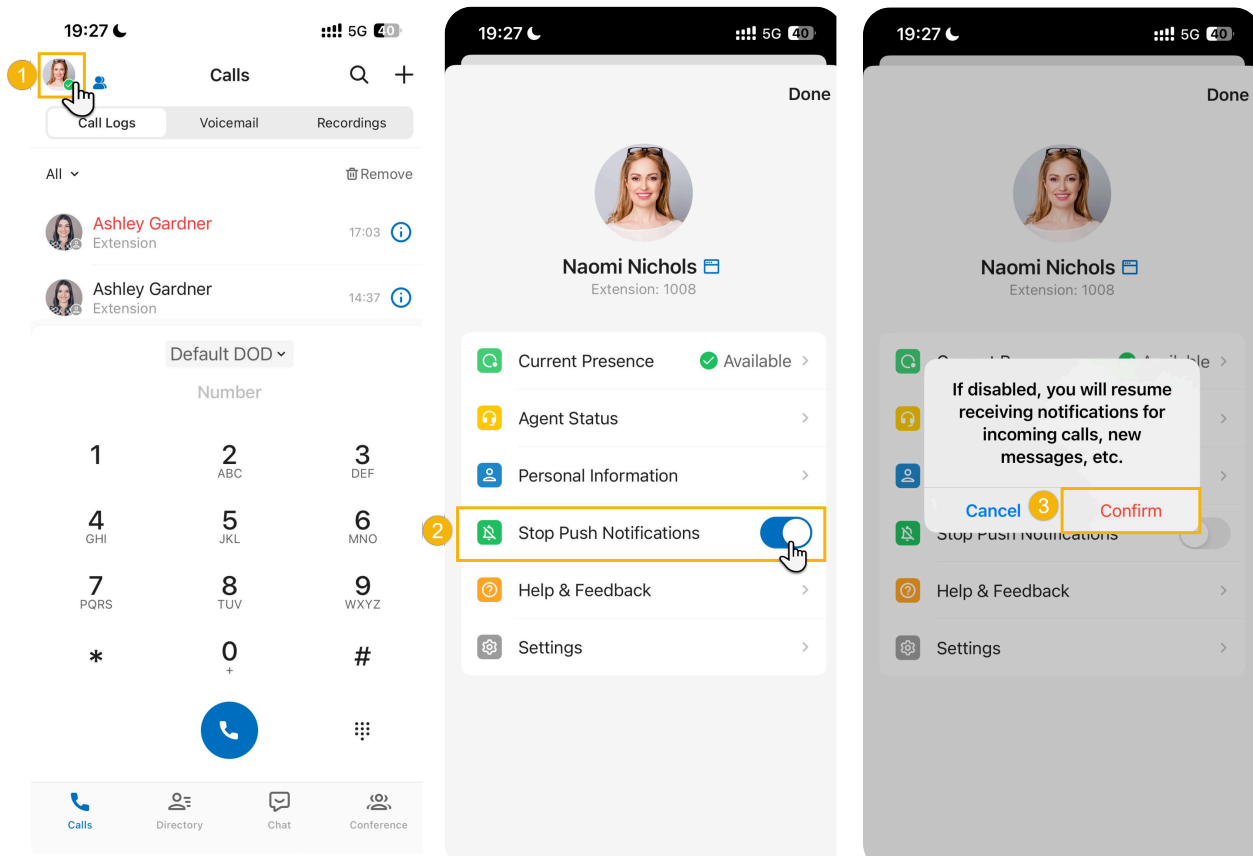 19:27
5G 40
1
Calls
Call Logs Voicemail Recordings
All Remove
Ashley Gardner
Extension
17:03
Ashley Gardner
Extension
14:37
Default DOD
Number
1 2 3
ABC DEF
4 5 6
GHI JKL MNO
7 8 9
PQRS TUV WXYZ
* 0 #
+
Calls Directory Chat Conference
19:27
5G 40
Done
Naomi Nichols
Extension: 1008
Current Presence Available
Agent Status
Personal Information
2 Stop Push Notifications
Help & Feedback
Settings
19:27
5G 40
Done
Naomi Nichols
Extension: 1008
If disabled, you will resume
receiving notifications for
incoming calls, new
messages, etc.
Cancel 3 Confirm
Stop Push Notifications
Help & Feedback
Settings